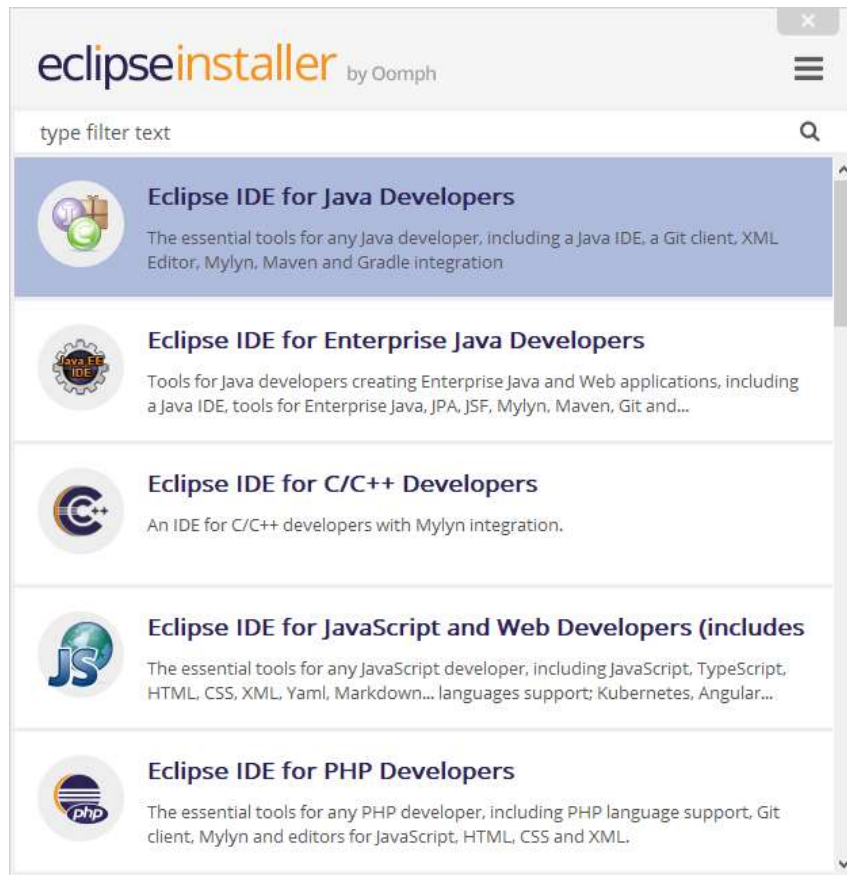 eclipseinstaller by Oomph
type filter text
Eclipse IDE for Java Developers
The essential tools for any Java developer, including a Java IDE, a Git client, XML
Editor, Mylyn, Maven and Gradle integration
Java EE
IDE
Eclipse IDE for Enterprise Java Developers
Tools for Java developers creating Enterprise Java and Web applications, including
a Java IDE, tools for Enterprise Java, JPA, JSF, Mylyn, Maven, Git and...
C++
Eclipse IDE for C/C++ Developers
An IDE for C/C++ developers with Mylyn integration.
JS
Eclipse IDE for JavaScript and Web Developers (includes
The essential tools for any JavaScript developer, including JavaScript, TypeScript,
HTML, CSS, XML, Yaml, Markdown... languages support; Kubernetes, Angular...
php
Eclipse IDE for PHP Developers
The essential tools for any PHP developer, including PHP language support, Git
client, Mylyn and editors for JavaScript, HTML, CSS and XML.